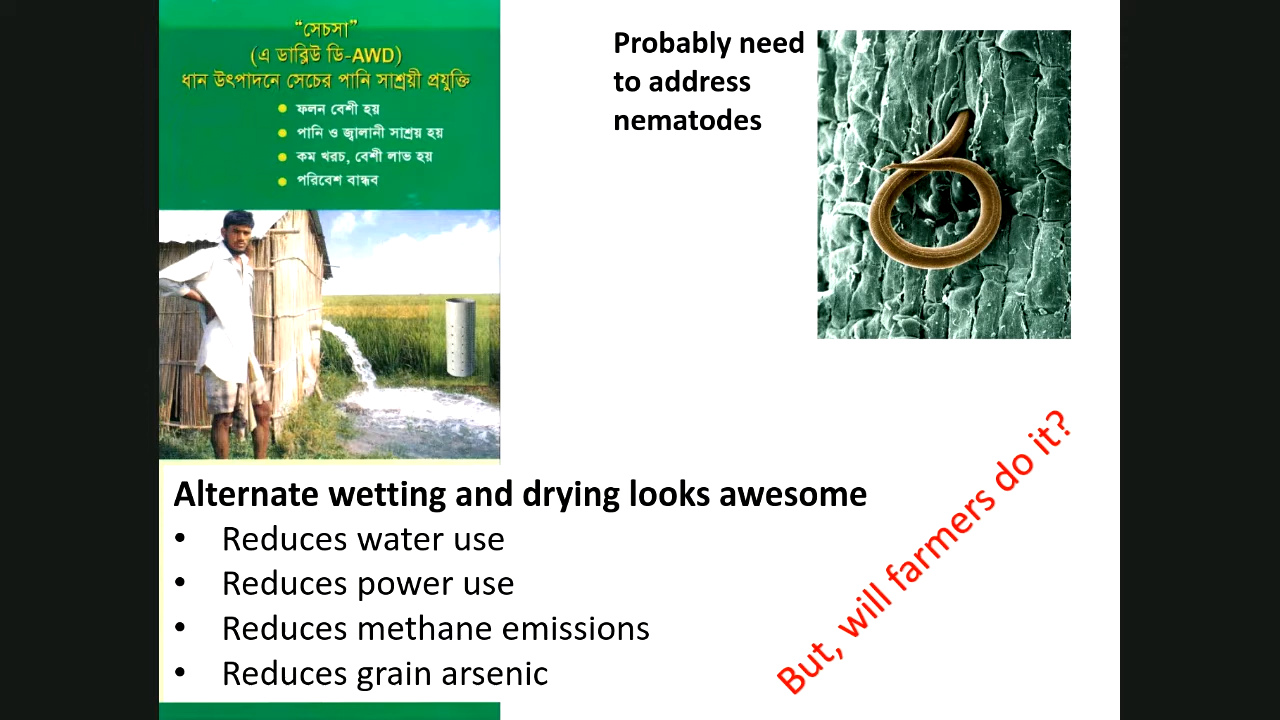 “সেচসা”
(এ ডাব্লিউ ডি-AWD)
ধান উৎপাদনে সেচের পানি সাশ্রয়ী প্রযুক্তি
ফলন বেশী হয়
পানি ও জ্বালানী সাশ্রয় হয়
কম খরচ, বেশী লাভ হয়
পরিবেশ বান্ধব
Probably need
to address
nematodes
Alternate wetting and drying looks awesome
• Reduces water use
• Reduces power use
• Reduces methane emissions
• Reduces grain arsenic
But, will farmers do it?